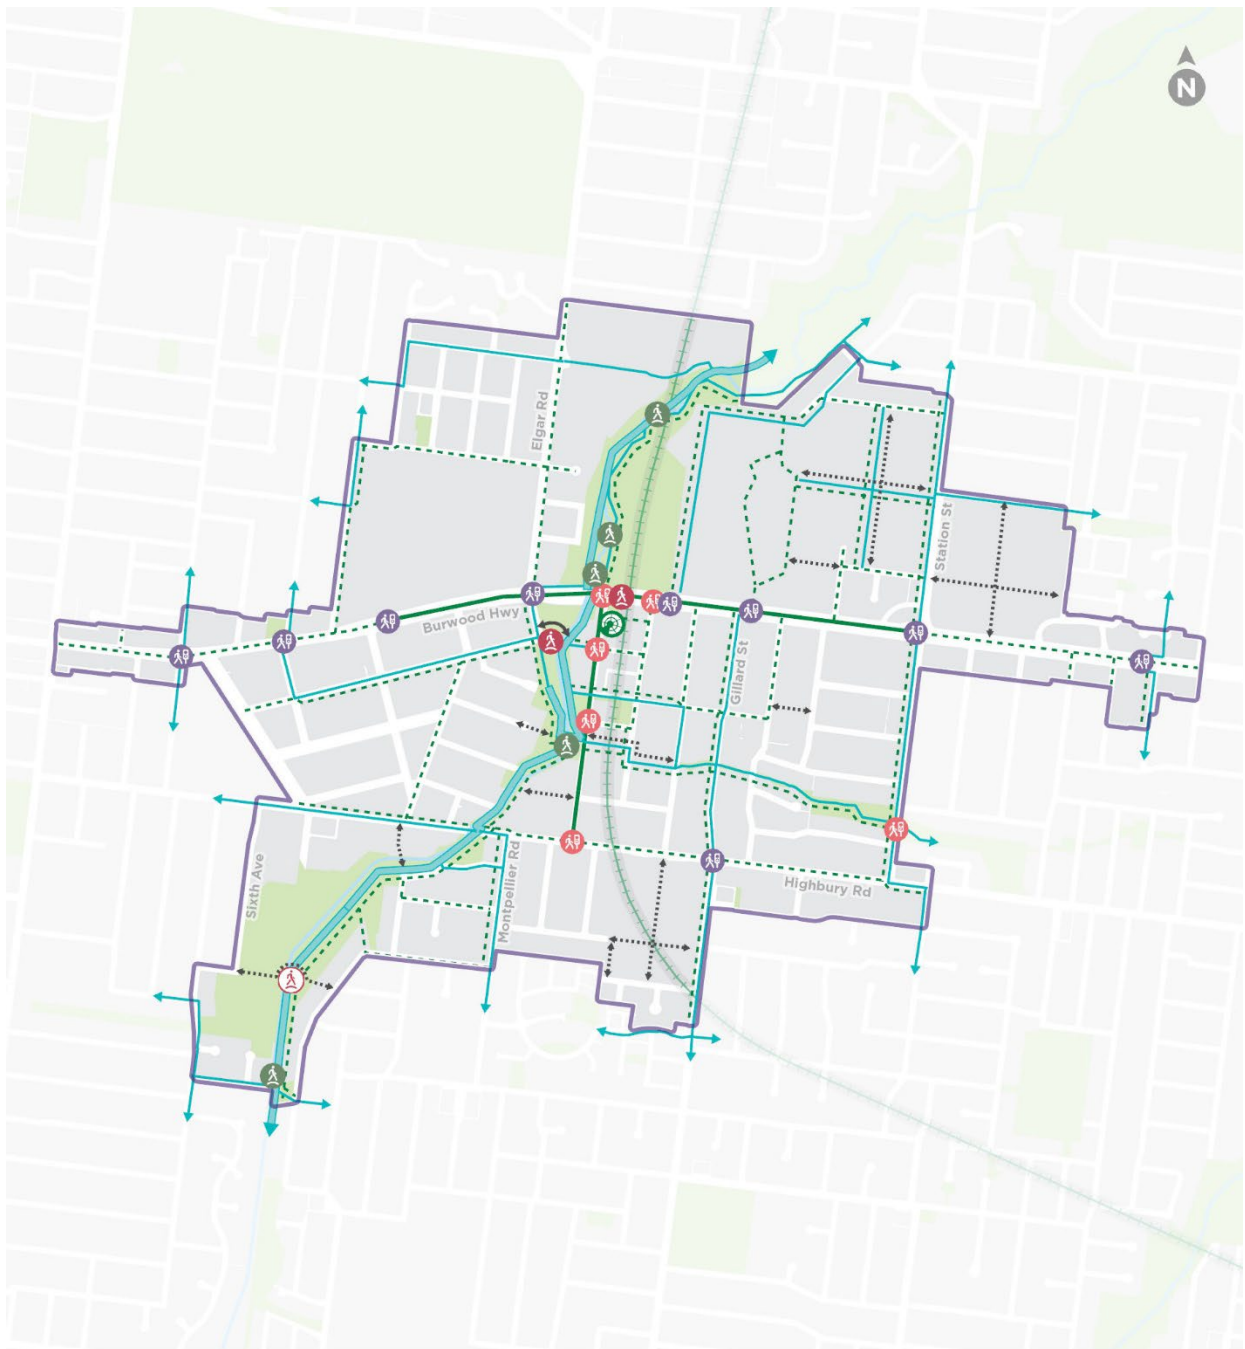 N
Elgar Rd
Burwood Hwy
Station St
Gillard St
Sixth Ave
Montpellier Rd
Highbury Rd